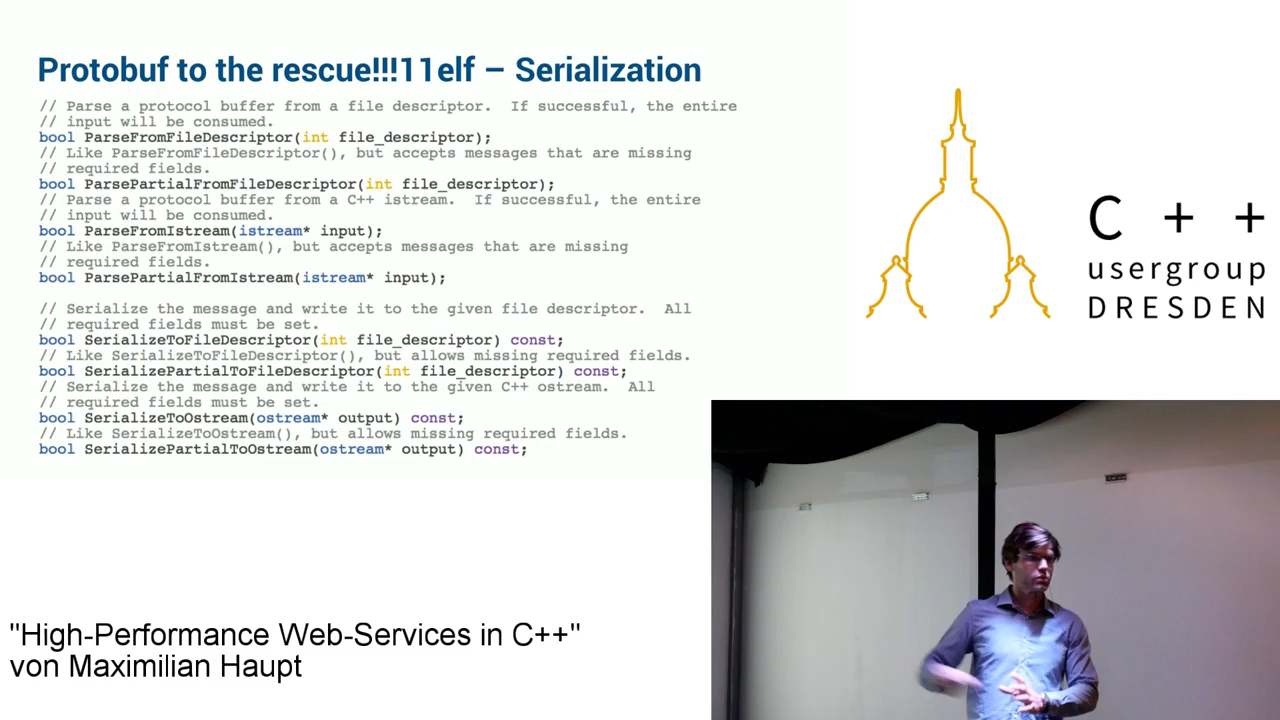 Protobuf to the rescue!!!11elf – Serialization
// Parse a protocol buffer from a file descriptor.  If successful, the entire
// input will be consumed.
bool ParseFromFileDescriptor(int file_descriptor);
// Like ParseFromFileDescriptor(), but accepts messages that are missing
// required fields.
bool ParsePartialFromFileDescriptor(int file_descriptor);
// Parse a protocol buffer from a C++ istream.  If successful, the entire
// input will be consumed.
bool ParseFromIstream(istream* input);
// Like ParseFromIstream(), but accepts messages that are missing
// required fields.
bool ParsePartialFromIstream(istream* input);
// Serialize the message and write it to the given file descriptor.  All
// required fields must be set.
bool SerializeToFileDescriptor(int file_descriptor) const;
// Like SerializeToFileDescriptor(), but allows missing required fields.
bool SerializePartialToFileDescriptor(int file_descriptor) const;
// Serialize the message and write it to the given C++ ostream.  All
// required fields must be set.
bool SerializeToOstream(ostream* output) const;
// Like SerializeToOstream(), but allows missing required fields.
bool SerializePartialToOstream(ostream* output) const;
C + +
usergroup
DRESDEN
"High-Performance Web-Services in C++"
von Maximilian Haupt